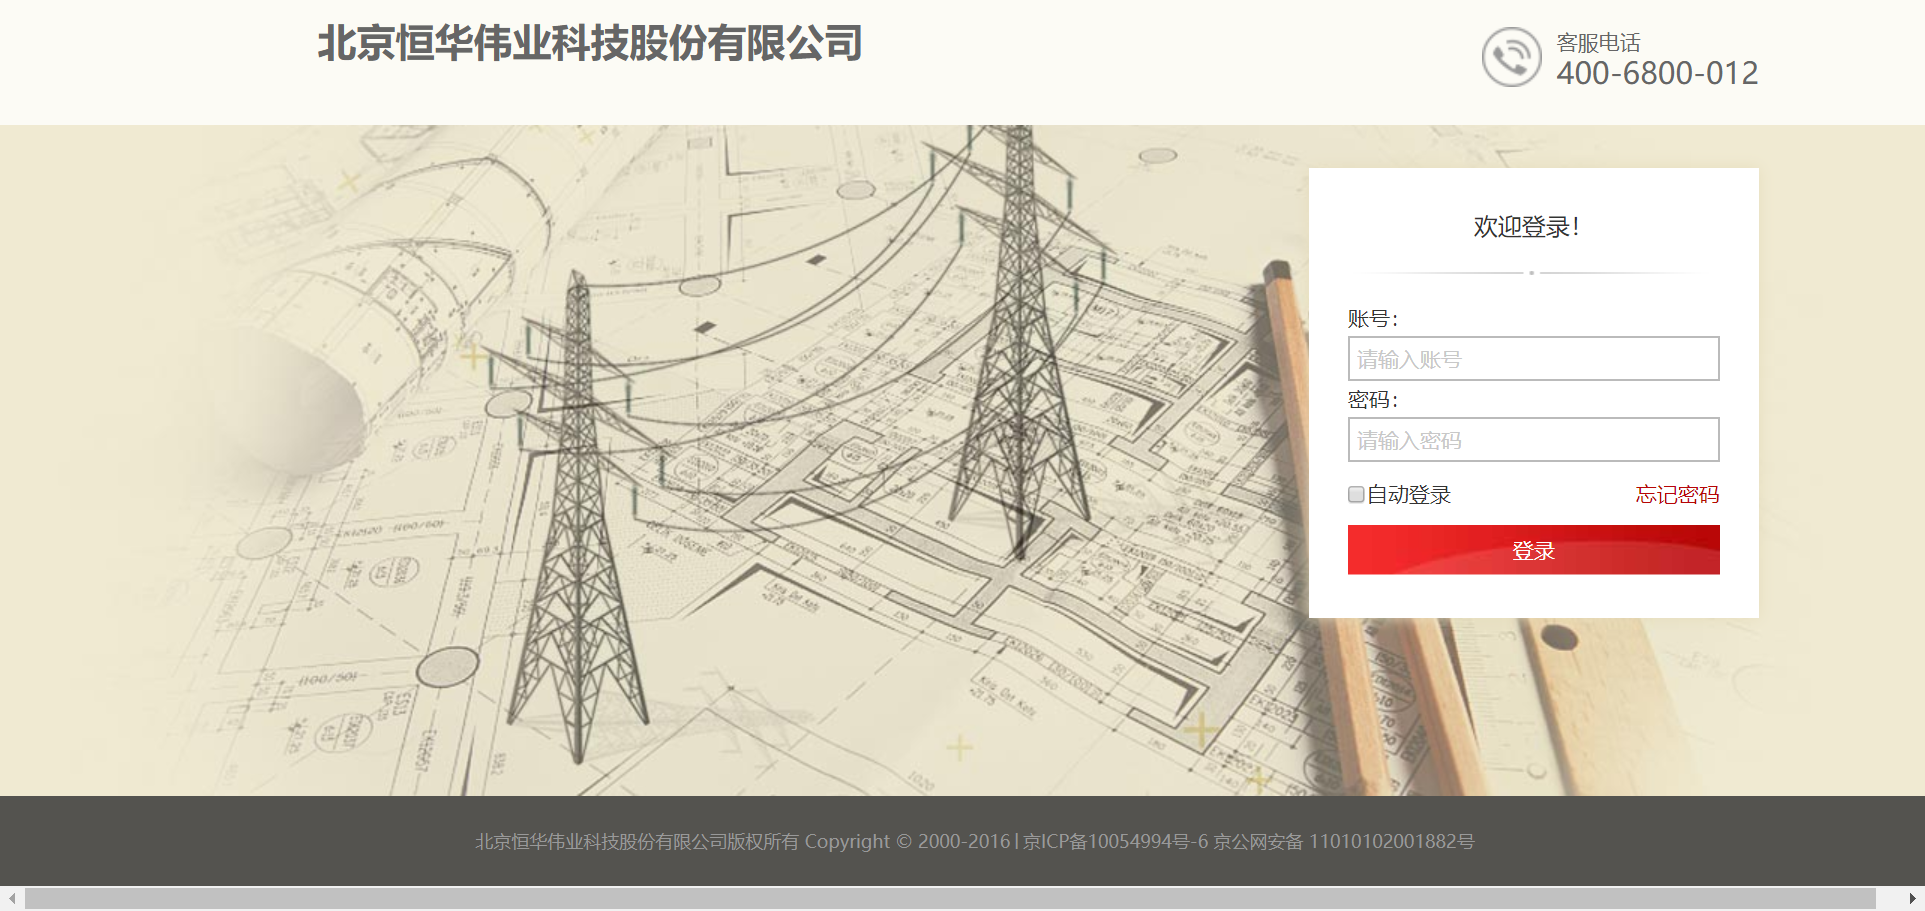 北京恒华伟业科技股份有限公司
客服电话
400-6800-012
欢迎登录！
账号：
请输入账号
密码：
请输入密码
自动登录 忘记密码
登录
北京恒华伟业科技股份有限公司版权所有 Copyright © 2000-2016 | 京ICP备10054994号-6 京公网安备 11010102001882号